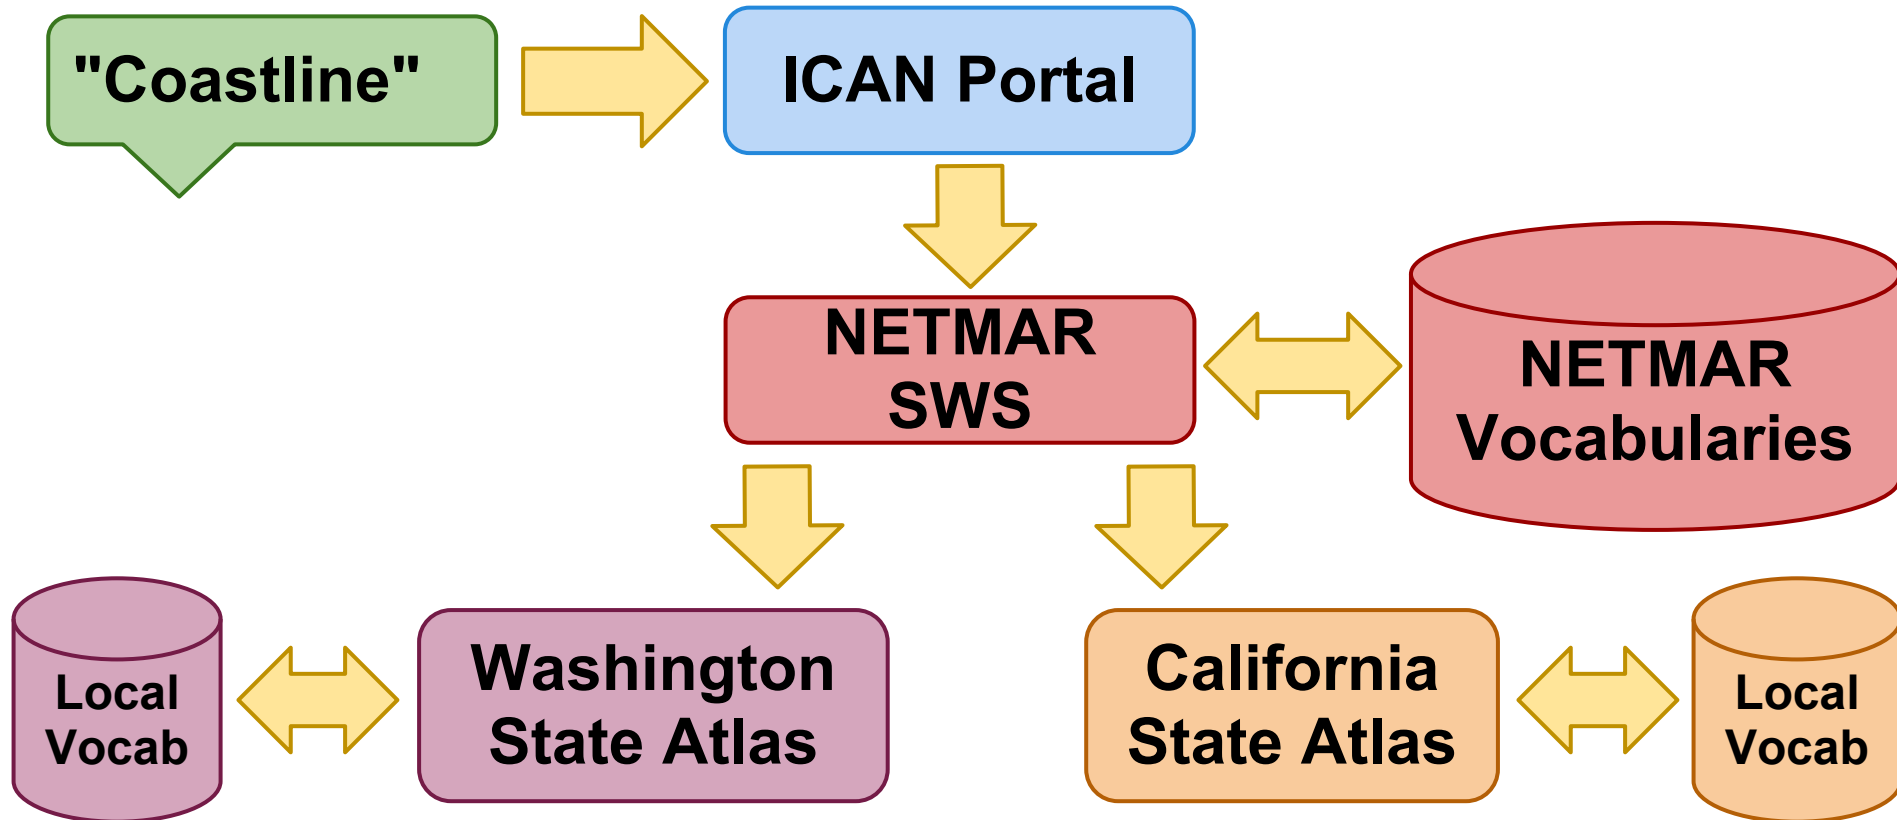 "Coastline"
ICAN Portal
NETMAR
SWS
NETMAR
Vocabularies
Local
Vocab
Washington
State Atlas
California
State Atlas
Local
Vocab